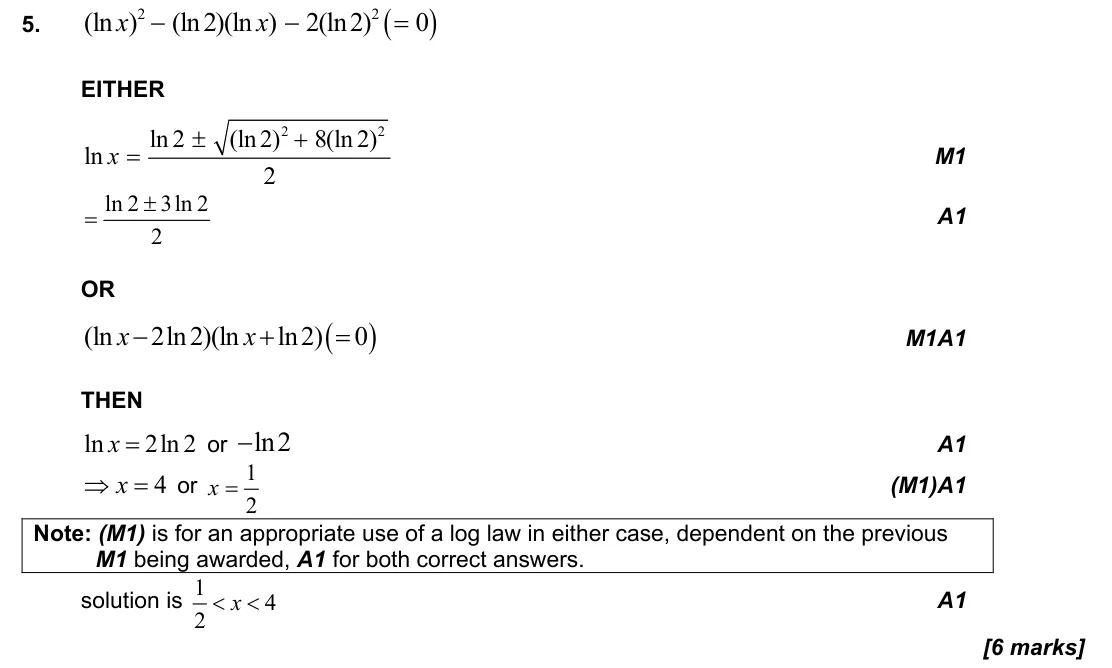 5. (ln x)² − (ln 2)(ln x) − 2(ln 2)² (= 0)
EITHER
ln x = (ln 2 ± √((ln 2)² + 8(ln 2)²)) / 2 M1
= (ln 2 ± 3 ln 2) / 2 A1
OR
(ln x − 2 ln 2)(ln x + ln 2)(= 0) M1A1
THEN
ln x = 2 ln 2 or −ln 2 A1
⇒ x = 4 or x = 1/2 (M1)A1
Note: (M1) is for an appropriate use of a log law in either case, dependent on the previous
M1 being awarded, A1 for both correct answers.
solution is 1/2 < x < 4 A1
[6 marks]